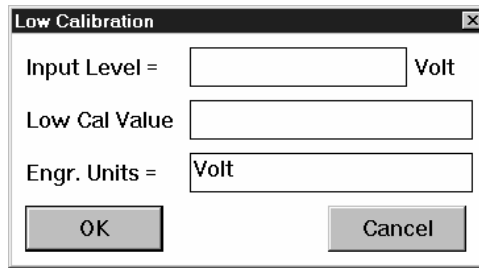 Low Calibration
Input Level = Volt
Low Cal Value
Engr. Units = Volt
OK Cancel